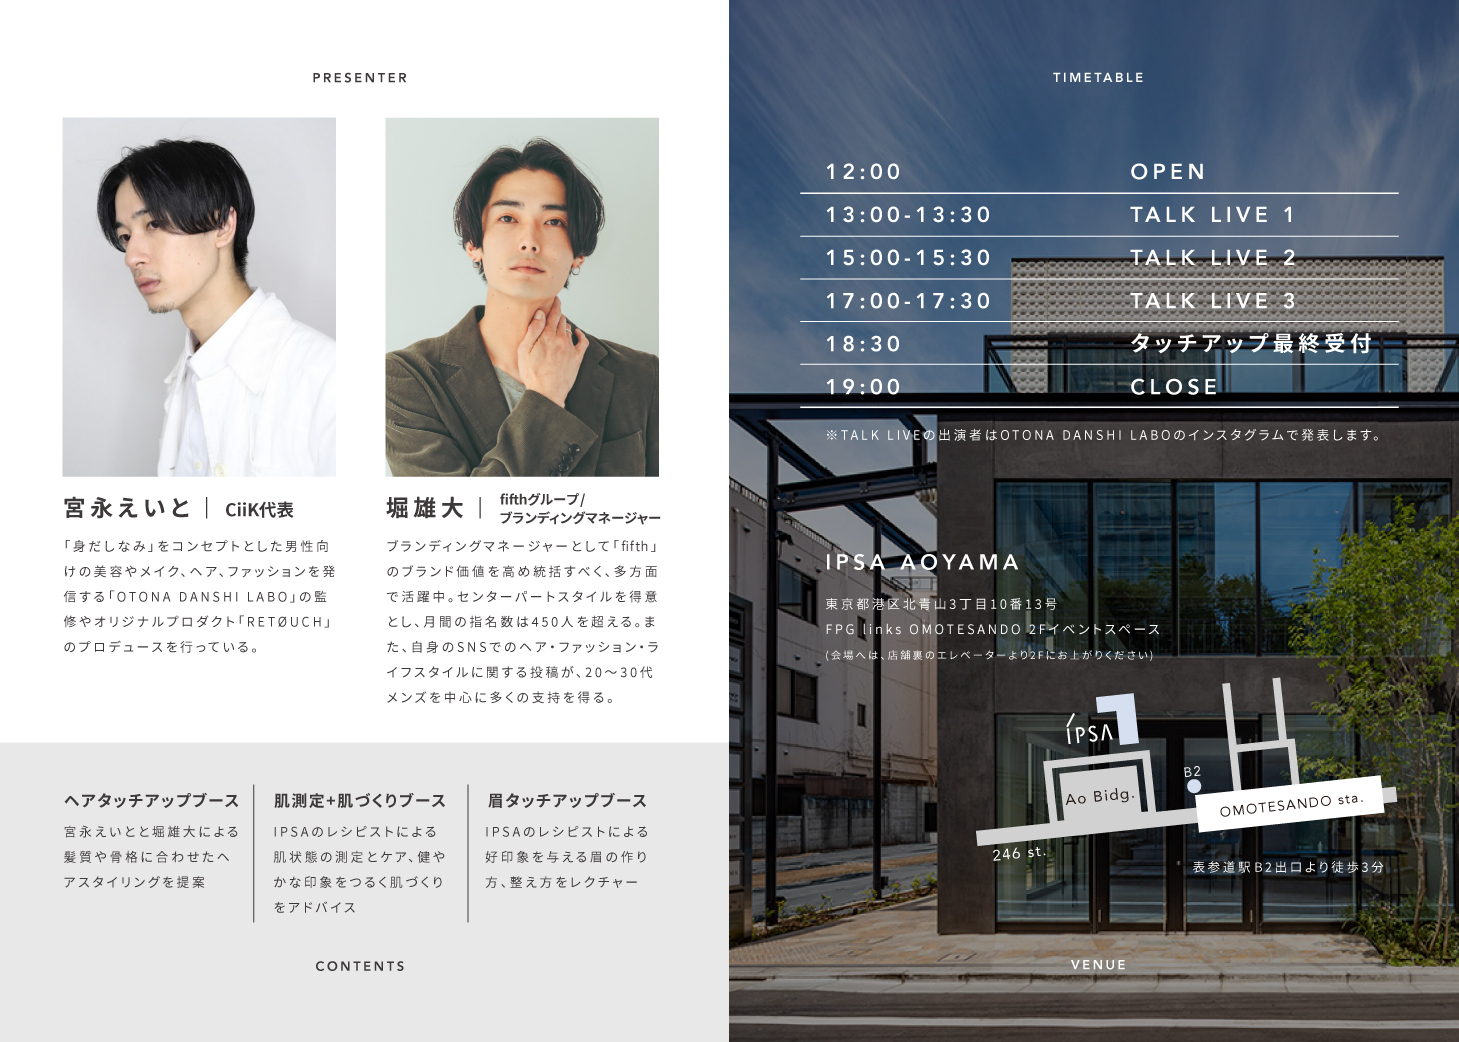 PRESENTER
宮永えいと｜CiiK代表
「身だしなみ」をコンセプトとした男性向
けの美容やメイク、ヘア、ファッションを発
信する「OTONA DANSHI LABO」の監
修やオリジナルプロダクト「RETØUCH」
のプロデュースを行っている。
堀雄大｜fifthグループ/
ブランディングマネージャー
ブランディングマネージャーとして「fifth」
のブランド価値を高め統括すべく、多方面
で活躍中。センターパートスタイルを得意
とし、月間の指名数は450人を超える。ま
た、自身のSNSでのヘア・ファッション・ラ
イフスタイルに関する投稿が、20〜30代
メンズを中心に多くの支持を得る。
ヘアタッチアップブース
宮永えいとと堀雄大による
髪質や骨格に合わせたヘ
アスタイリングを提案
肌測定+肌づくりブース
IPSAのレシピストによる
肌状態の測定とケア、健や
かな印象をつるく肌づくり
をアドバイス
眉タッチアップブース
IPSAのレシピストによる
好印象を与える眉の作り
方、整え方をレクチャー
CONTENTS
TIMETABLE
12:00 OPEN
13:00-13:30 TALK LIVE 1
15:00-15:30 TALK LIVE 2
17:00-17:30 TALK LIVE 3
18:30 タッチアップ最終受付
19:00 CLOSE
※TALK LIVEの出演者はOTONA DANSHI LABOのインスタグラムで発表します。
IPSA AOYAMA
東京都港区北青山3丁目10番13号
FPG links OMOTESANDO 2Fイベントスペース
(会場へは、店舗裏のエレベーターより2Fにお上がりください)
IPSA
B2
Ao Bidg.
OMOTESANDO sta.
246 st.
表参道駅B2出口より徒歩3分
VENUE